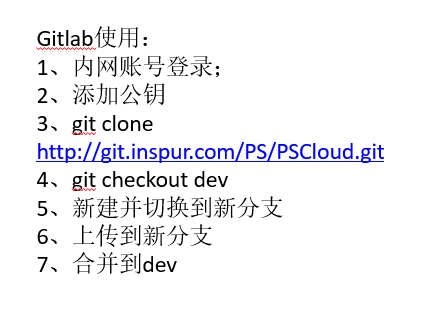 Gitlab使用：
1、内网账号登录；
2、添加公钥
3、git clone
http://git.inspur.com/PS/PSCloud.git
4、git checkout dev
5、新建并切换到新分支
6、上传到新分支
7、合并到dev